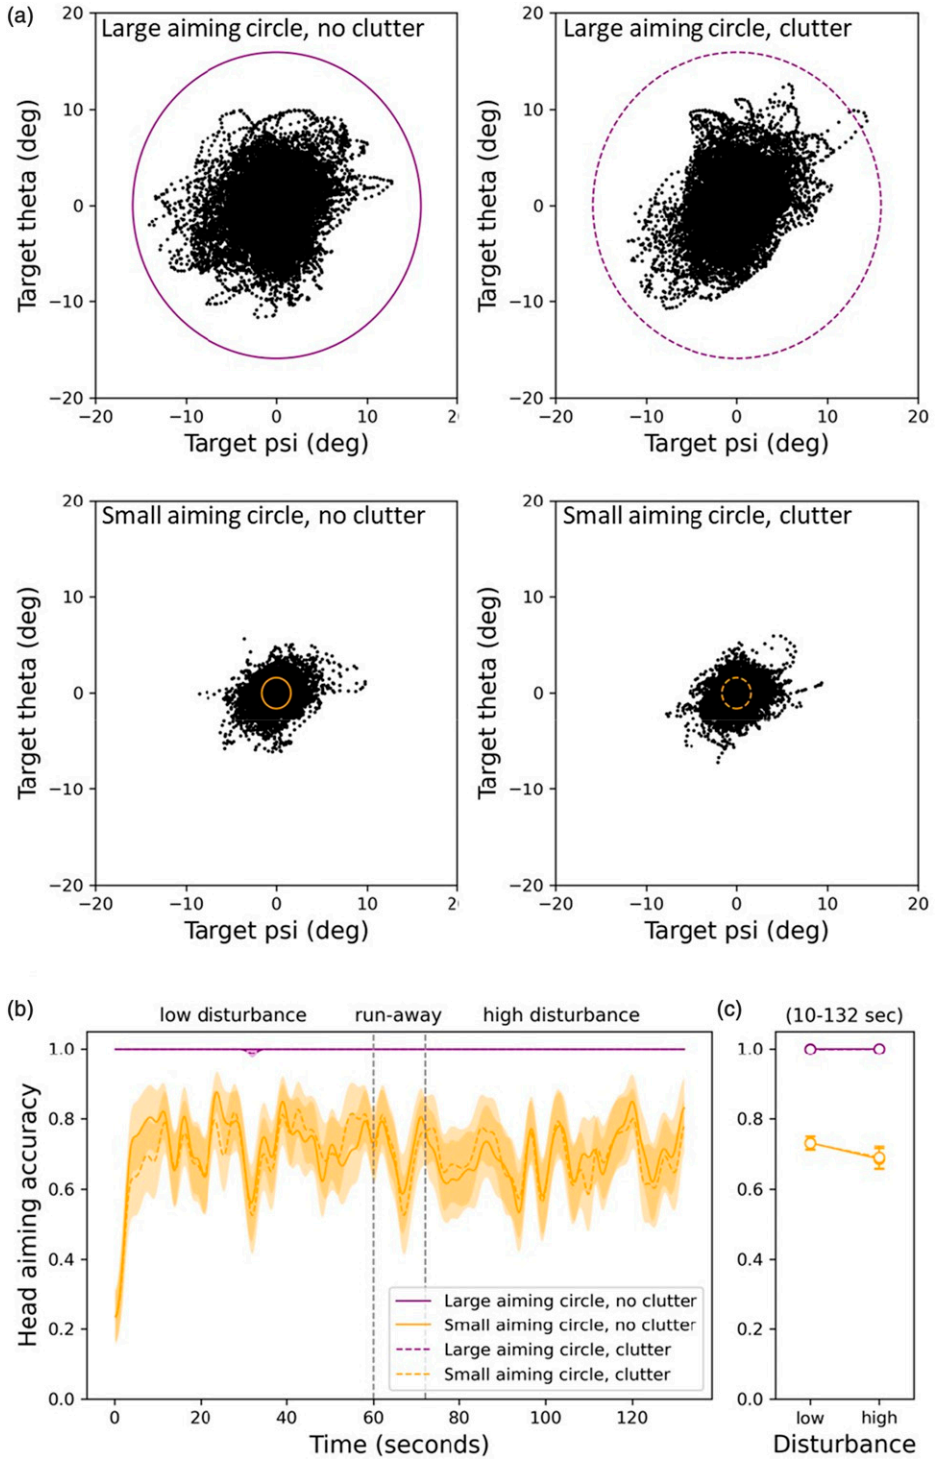 (a)
Large aiming circle, no clutter
Target theta (deg)
20
10
0
−10
−20
−20 −10 0 10 2
Target psi (deg)
Large aiming circle, clutter
Target theta (deg)
20
10
0
−10
−20
−20 −10 0 10 20
Target psi (deg)
Small aiming circle, no clutter
Target theta (deg)
20
10
0
−10
−20
−20 −10 0 10 2
Target psi (deg)
Small aiming circle, clutter
Target theta (deg)
20
10
0
−10
−20
−20 −10 0 10 20
Target psi (deg)
(b)
low disturbance run-away high disturbance
Head aiming accuracy
1.0
0.8
0.6
0.4
0.2
0.0
Large aiming circle, no clutter
Small aiming circle, no clutter
Large aiming circle, clutter
Small aiming circle, clutter
0 20 40 60 80 100 120
Time (seconds)
(c) (10-132 sec)
1.0
0.8
0.6
0.4
0.2
0.0
low high
Disturbance